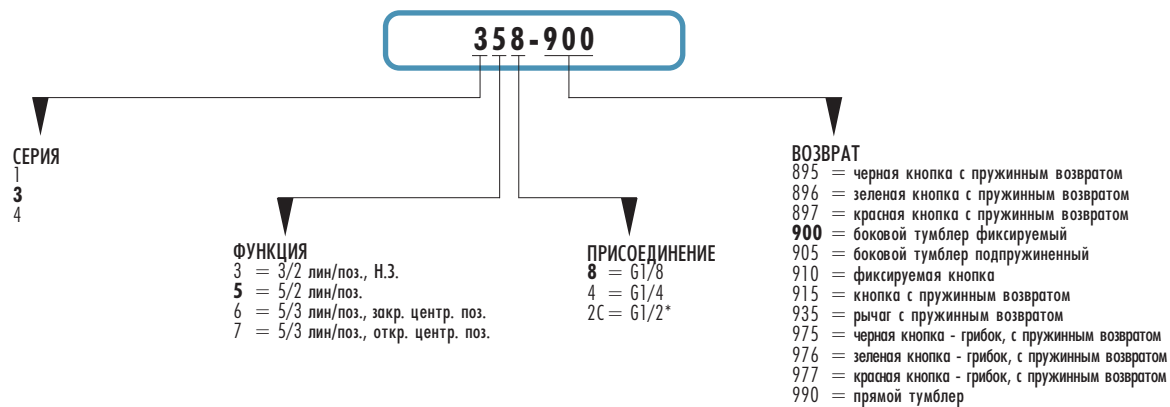 358-900
СЕРИЯ
1
3
4
ФУНКЦИЯ
3 = 3/2 лин/поз., Н.З.
5 = 5/2 лин/поз.
6 = 5/3 лин/поз., закр. центр. поз.
7 = 5/3 лин/поз., откр. центр. поз.
ПРИСОЕДИНЕНИЕ
8 = G1/8
4 = G1/4
2C = G1/2*
ВОЗВРАТ
895 = черная кнопка с пружинным возвратом
896 = зеленая кнопка с пружинным возвратом
897 = красная кнопка с пружинным возвратом
900 = боковой тумблер фиксируемый
905 = боковой тумблер подпружиненный
910 = фиксируемая кнопка
915 = кнопка с пружинным возвратом
935 = рычаг с пружинным возвратом
975 = черная кнопка - грибок, с пружинным возвратом
976 = зеленая кнопка - грибок, с пружинным возвратом
977 = красная кнопка - грибок, с пружинным возвратом
990 = прямой тумблер